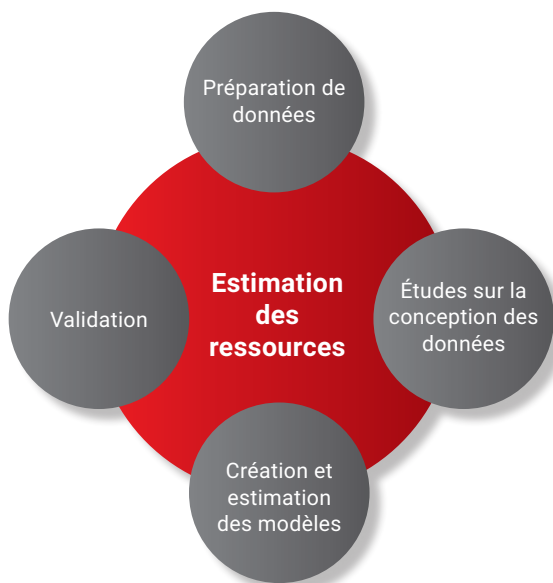 Préparation de
données
Estimation
des
ressources
Validation
Études sur la
conception des
données
Création et
estimation
des modèles